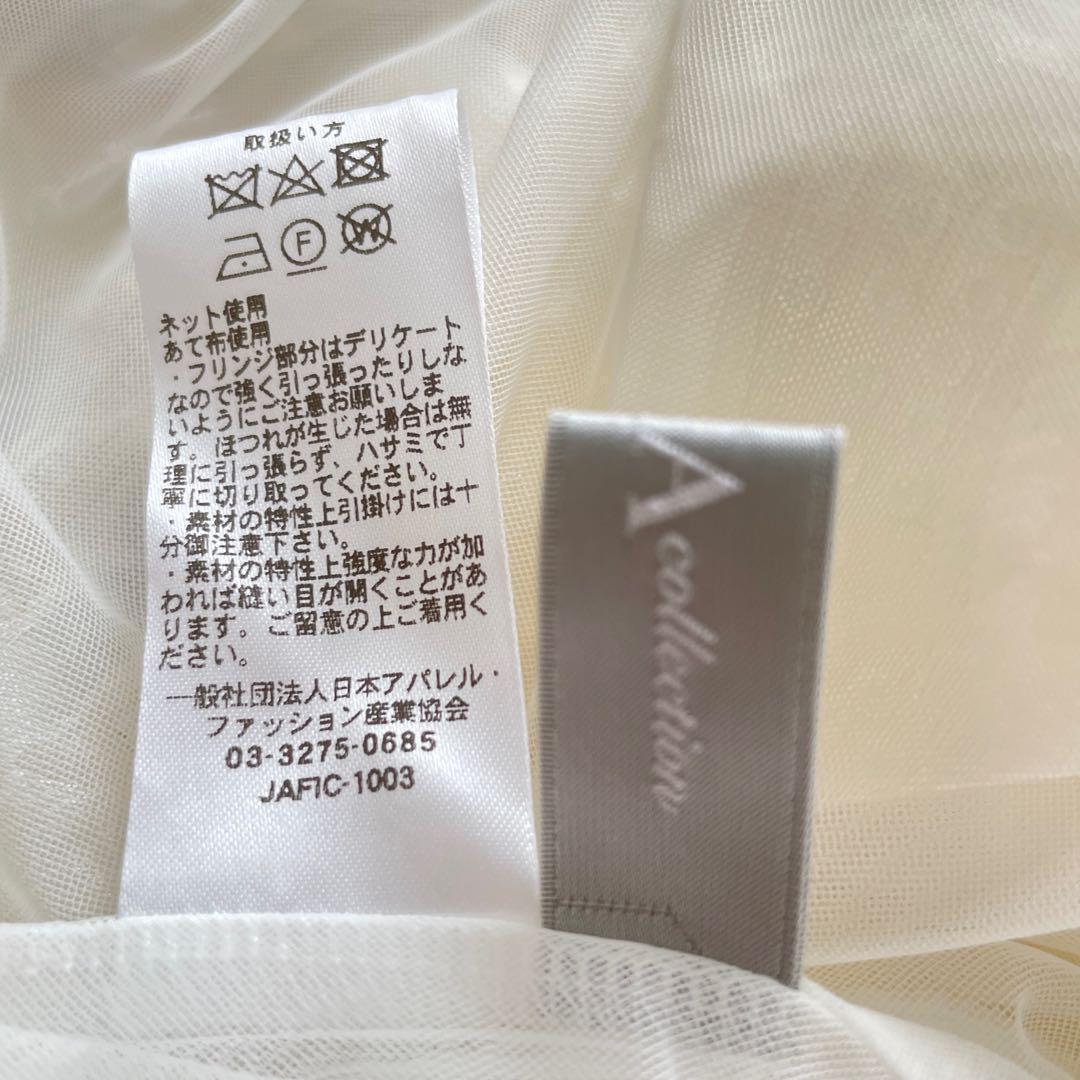 取扱い方
F
W
ネット使用
あて布使用
・フリンジ部分はデリケート
なので強く引っ張ったりしな
いようにご注意お願いしま
す。ほつれが生じた場合は無
理に引っ張らず、ハサミで丁
寧に切り取ってください。
・素材の特性上引掛けには十
分御注意下さい。
・素材の特性上強度な力が加
われば縫い目が開くことがあ
ります。ご留意の上ご着用く
ださい。
一般社団法人日本アパレル・
ファッション産業協会
03-3275-0685
JAFIC-1003
A collection